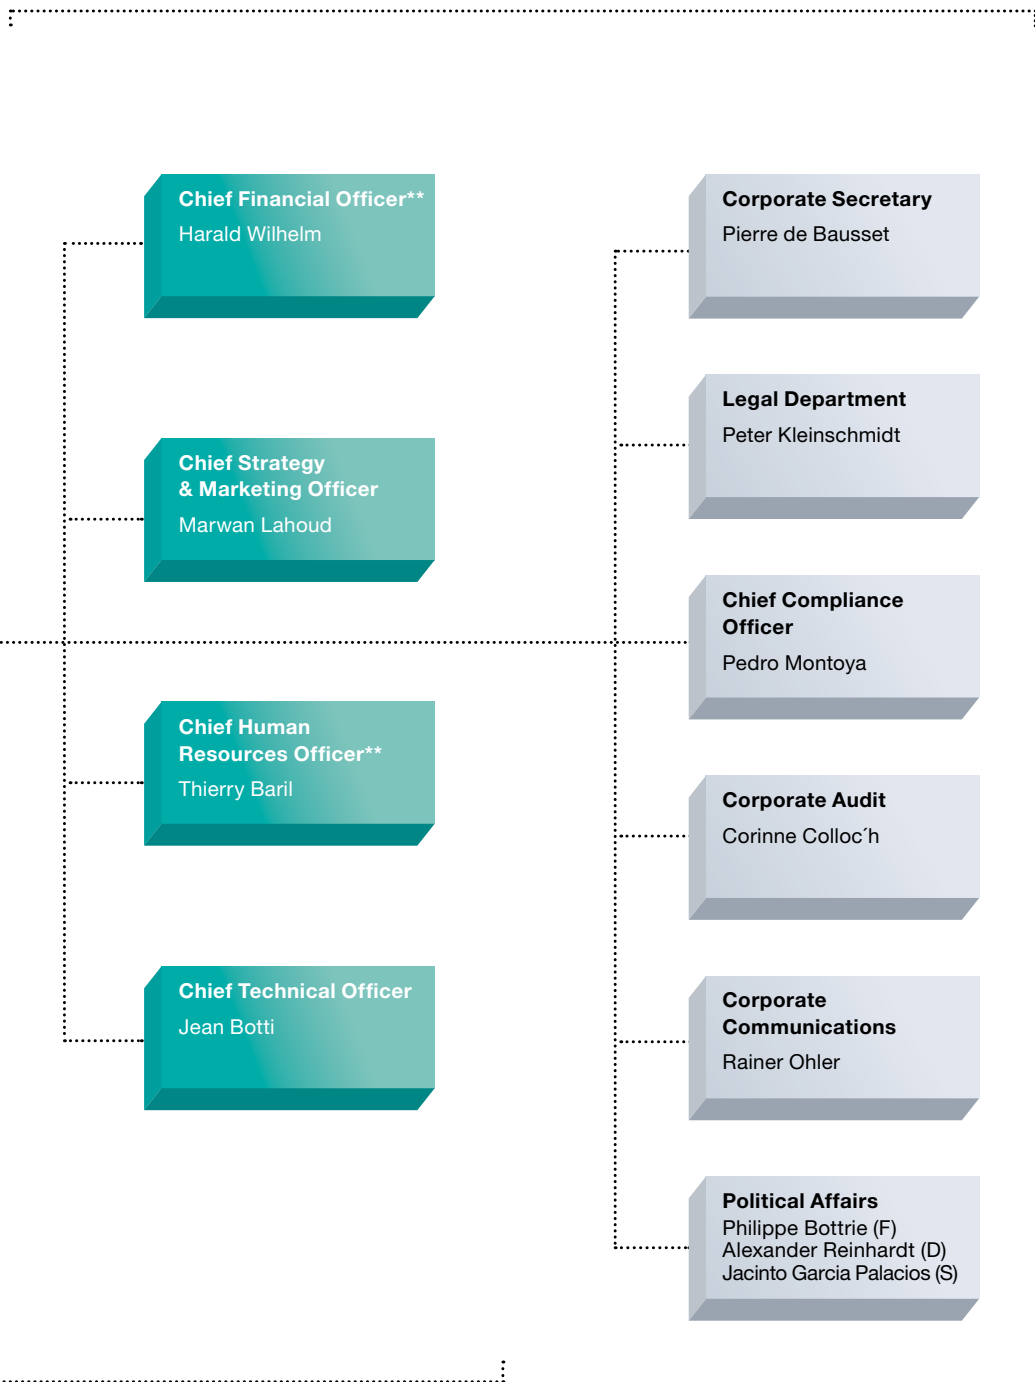 Chief Financial Officer**
Harald Wilhelm
Chief Strategy
& Marketing Officer
Marwan Lahoud
Chief Human
Resources Officer**
Thierry Baril
Chief Technical Officer
Jean Botti
Corporate Secretary
Pierre de Bausset
Legal Department
Peter Kleinschmidt
Chief Compliance
Officer
Pedro Montoya
Corporate Audit
Corinne Colloc´h
Corporate
Communications
Rainer Ohler
Political Affairs
Philippe Bottrie (F)
Alexander Reinhardt (D)
Jacinto Garcia Palacios (S)